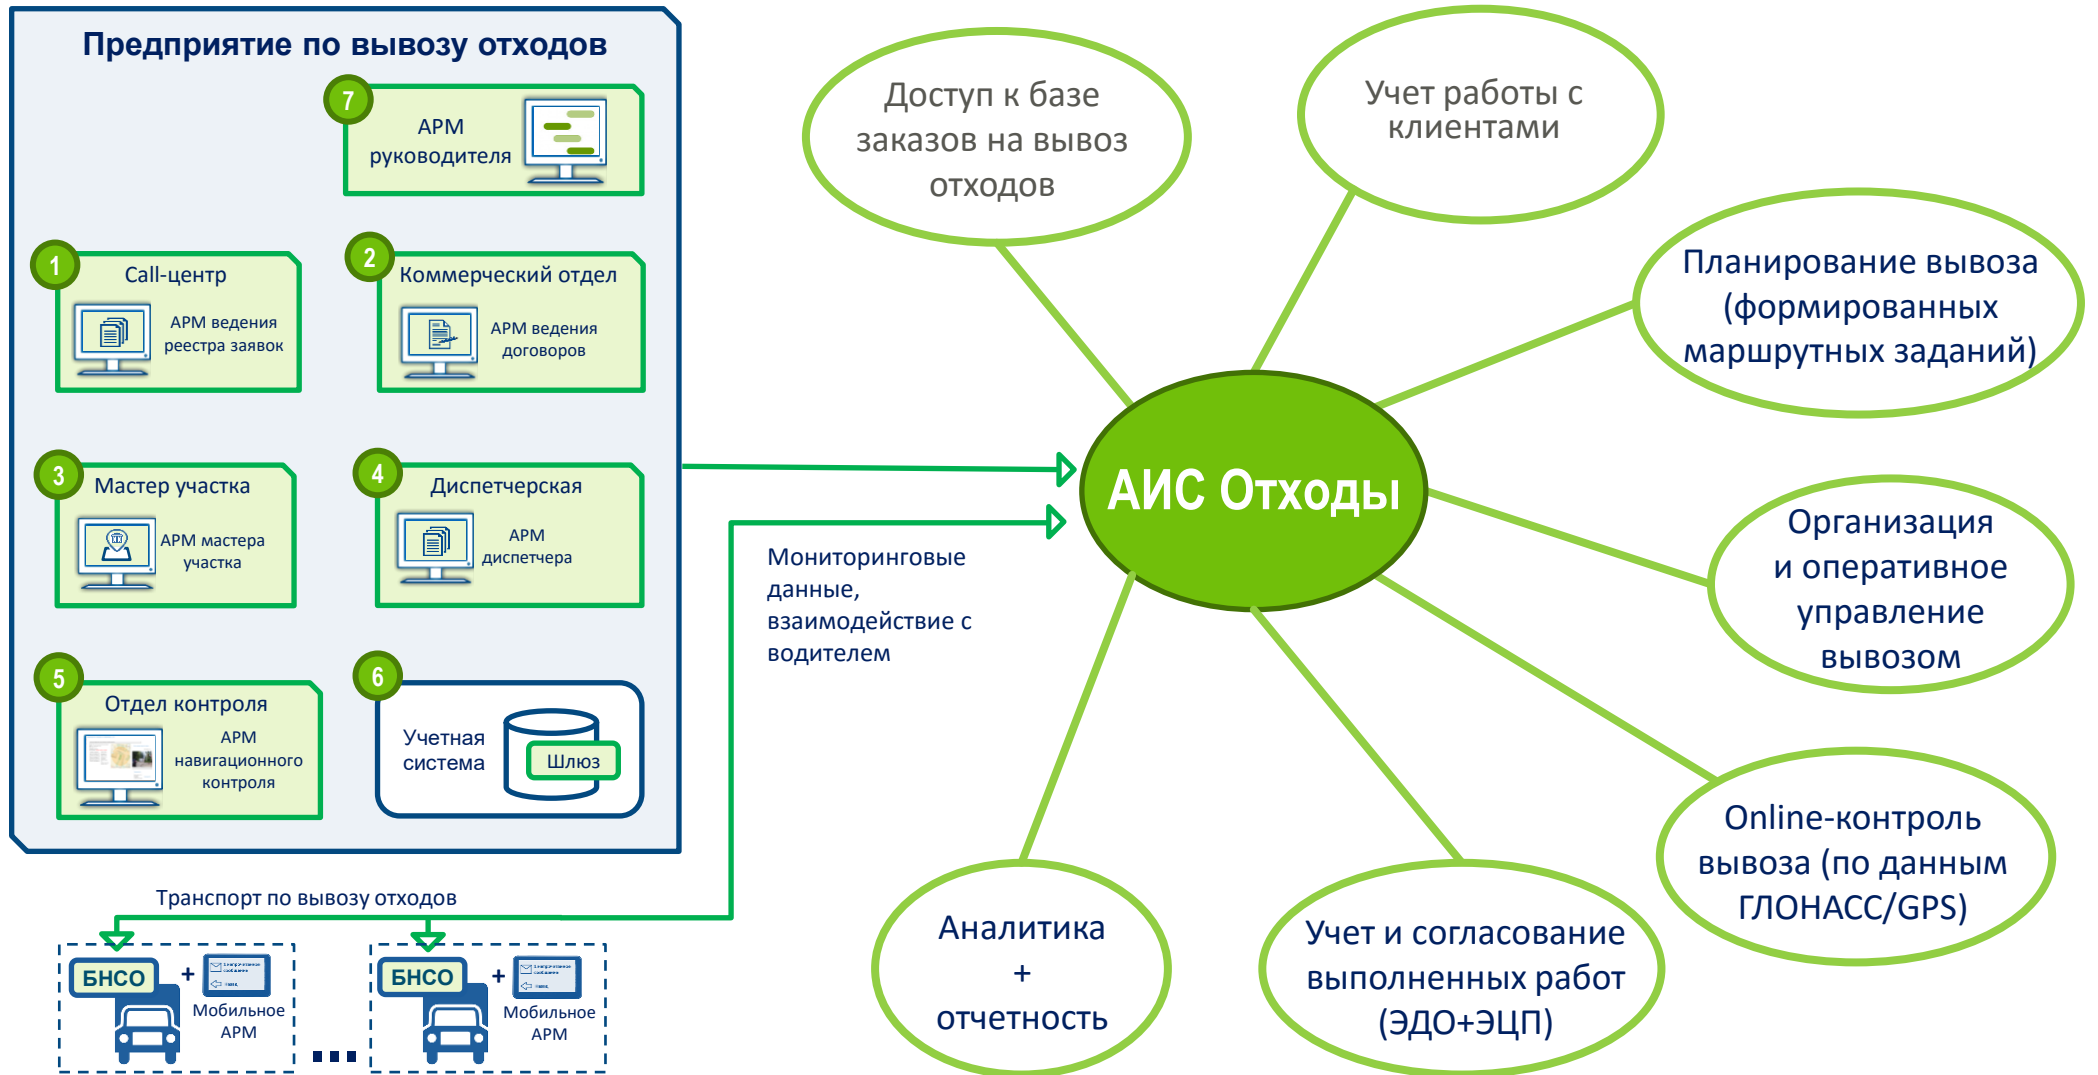 Предприятие по вывозу отходов
7
АРМ
руководителя
1
Call-центр
АРМ ведения
реестра заявок
2
Коммерческий отдел
АРМ ведения
договоров
3
Мастер участка
АРМ мастера
участка
4
Диспетчерская
АРМ
диспетчера
5
Отдел контроля
АРМ
навигационного
контроля
6
Учетная
система
Шлюз
Транспорт по вывозу отходов
БНСО
+
Мобильное
АРМ
...
БНСО
+
Мобильное
АРМ
Мониторинговые
данные,
взаимодействие с
водителем
АИС Отходы
Доступ к базе
заказов на вывоз
отходов
Учет работы с
клиентами
Планирование вывоза
(формированных
маршрутных заданий)
Организация
и оперативное
управление
вывозом
Online-контроль
вывоза (по данным
ГЛОНАСС/GPS)
Учет и согласование
выполненных работ
(ЭДО+ЭЦП)
Аналитика
+
отчетность